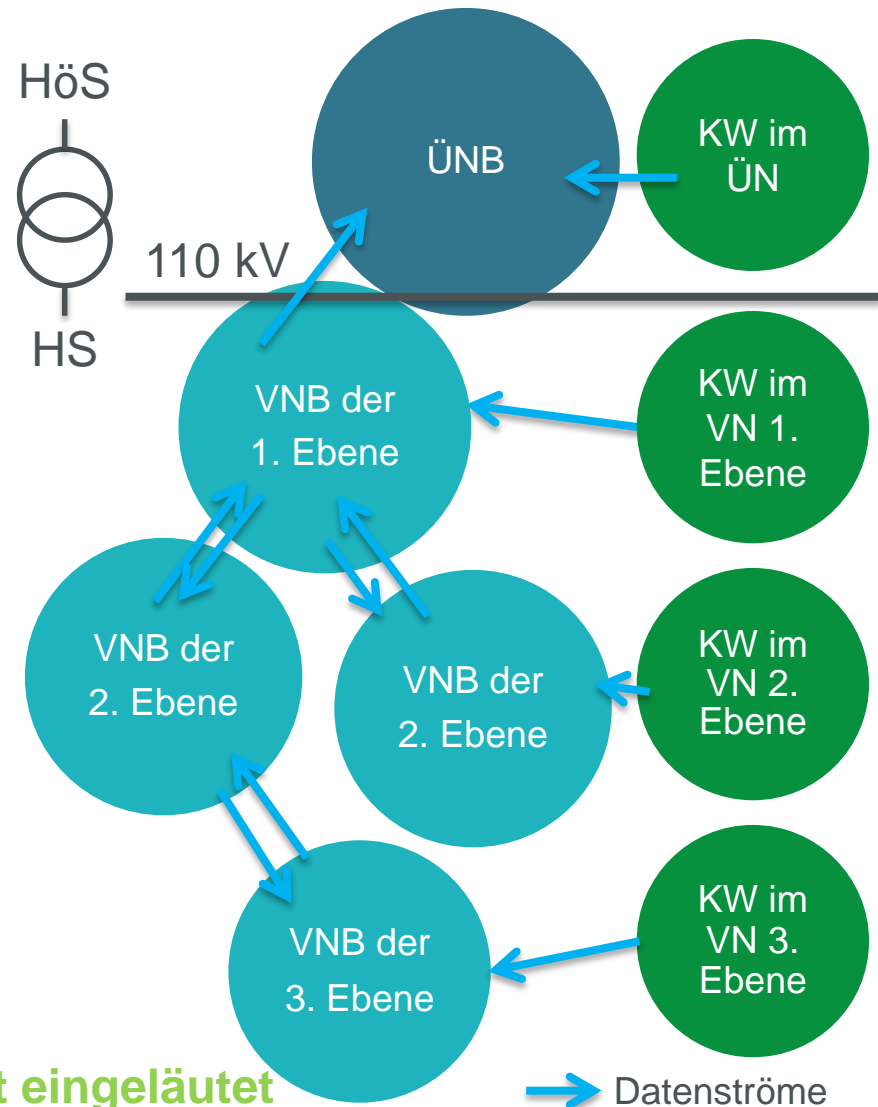 HöS
ÜNB
KW im
ÜN
110 kV
HS
VNB der
1. Ebene
KW im
VN 1.
Ebene
VNB der
2. Ebene
VNB der
2. Ebene
KW im
VN 2.
Ebene
VNB der
3. Ebene
KW im
VN 3.
Ebene
t eingeläutet
Datenströme